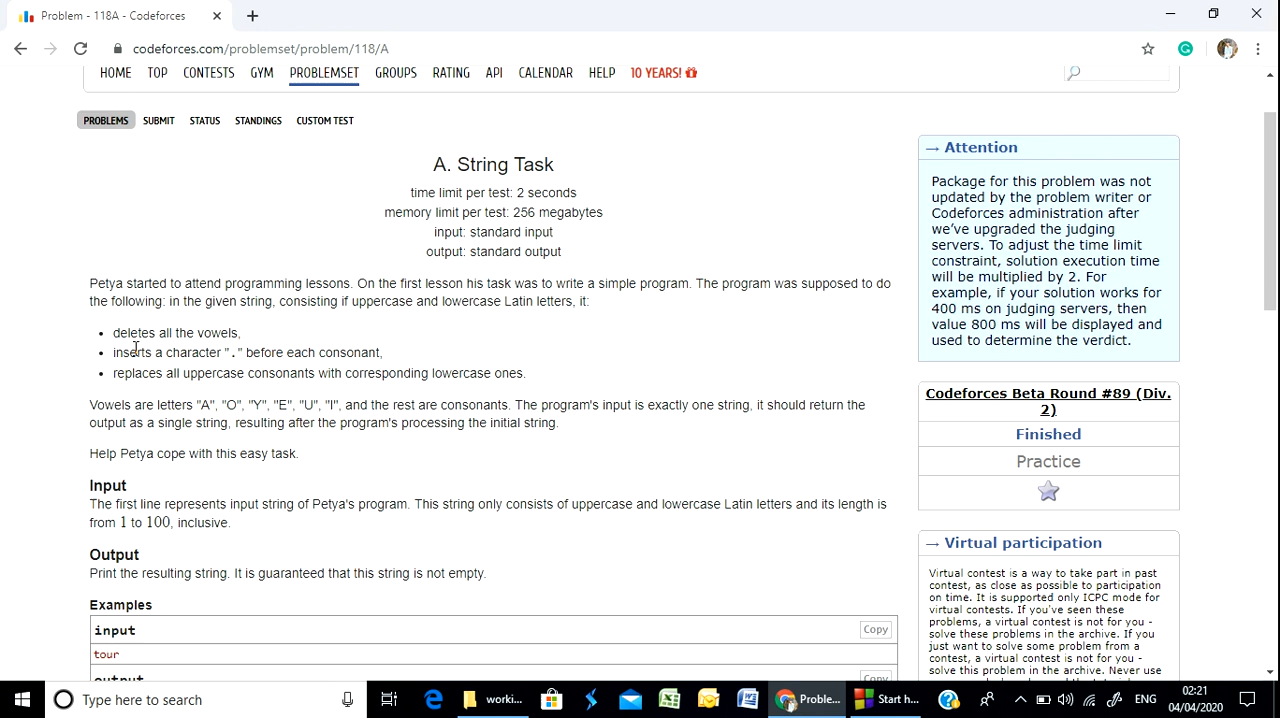 Problem - 118A - Codeforces
codeforces.com/problemset/problem/118/A
HOME TOP CONTESTS GYM PROBLEMSET GROUPS RATING API CALENDAR HELP 10 YEARS!
PROBLEMS SUBMIT STATUS STANDINGS CUSTOM TEST
A. String Task
time limit per test: 2 seconds
memory limit per test: 256 megabytes
input: standard input
output: standard output
Petya started to attend programming lessons. On the first lesson his task was to write a simple program. The program was supposed to do
the following: in the given string, consisting if uppercase and lowercase Latin letters, it:
• deletes all the vowels,
• inserts a character "." before each consonant,
• replaces all uppercase consonants with corresponding lowercase ones.
Vowels are letters "A", "O", "Y", "E", "U", "I", and the rest are consonants. The program's input is exactly one string, it should return the
output as a single string, resulting after the program's processing the initial string.
Help Petya cope with this easy task.
Input
The first line represents input string of Petya's program. This string only consists of uppercase and lowercase Latin letters and its length is
from 1 to 100, inclusive.
Output
Print the resulting string. It is guaranteed that this string is not empty.
Examples
input
Copy
tour
output
Copy
→ Attention
Package for this problem was not
updated by the problem writer or
Codeforces administration after
we've upgraded the judging
servers. To adjust the time limit
constraint, solution execution time
will be multiplied by 2. For
example, if your solution works for
400 ms on judging servers, then
value 800 ms will be displayed and
used to determine the verdict.
Codeforces Beta Round #89 (Div.
2)
Finished
Practice
→ Virtual participation
Virtual contest is a way to take part in past
contest, as close as possible to participation
on time. It is supported only ICPC mode for
virtual contests. If you've seen these
problems, a virtual contest is not for you -
solve these problems in the archive. If you
just want to solve some problem from a
contest, a virtual contest is not for you -
solve this problem in the archive. Never use
Type here to search
worki...
Proble...
Start h...
ENG
02:21
04/04/2020